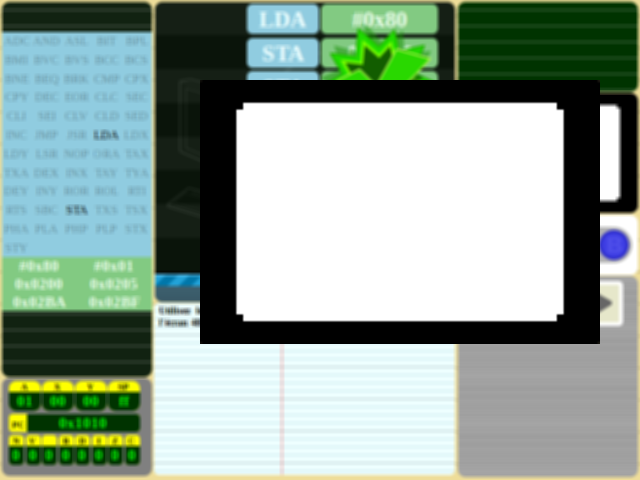 LDA #0x80
STA
ADC AND ASL BIT BPL
BMI BVC BVS BCC BCS
BNE BEQ BRK CMP CPX
CPY DEC EOR CLC SEC
CLI SEI CLV CLD SED
INC JMP JSR LDA LDX
LDY LSR NOP ORA TAX
TXA DEX INX TAY TYA
DEY INY ROR ROL RTI
RTS SBC STA TXS TSX
PHA PLA PHP PLP STX
STY
#0x80 #0x01
0x0200 0x0205
0x02BA 0x02BF
A X Y SP
01 00 00 ff
PC 0x1010
0 0 0 0 0 0 0 0
B